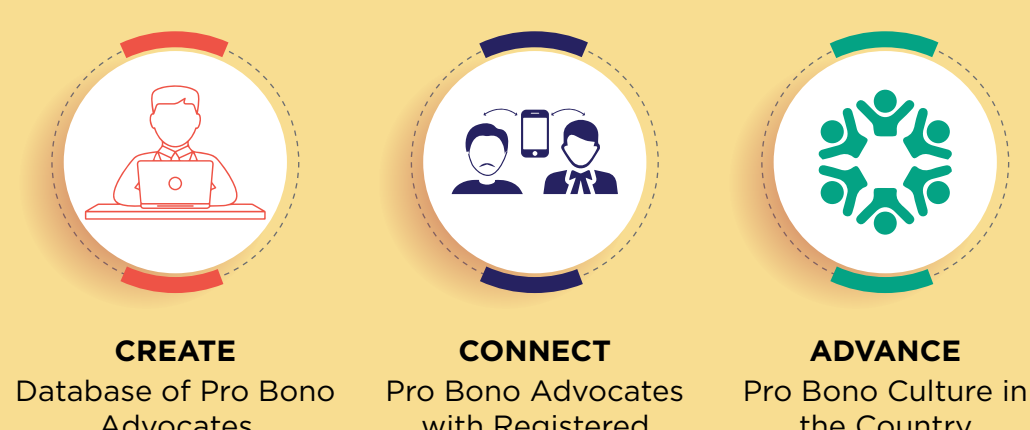 CREATE
Database of Pro Bono
Advocates
CONNECT
Pro Bono Advocates
with Registered
ADVANCE
Pro Bono Culture in
the Country